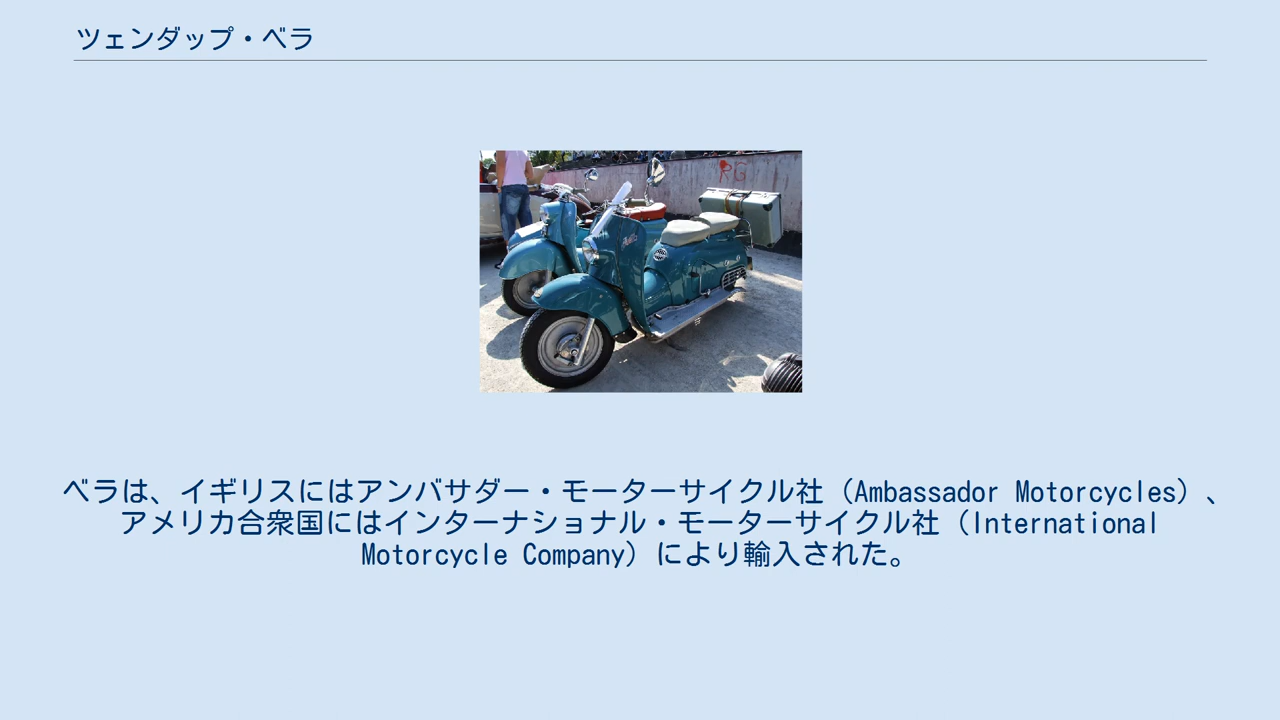 ツェンダップ・ベラ
RG
ベラは、イギリスにはアンバサダー・モーターサイクル社（Ambassador Motorcycles）、
アメリカ合衆国にはインターナショナル・モーターサイクル社（International
Motorcycle Company）により輸入された。